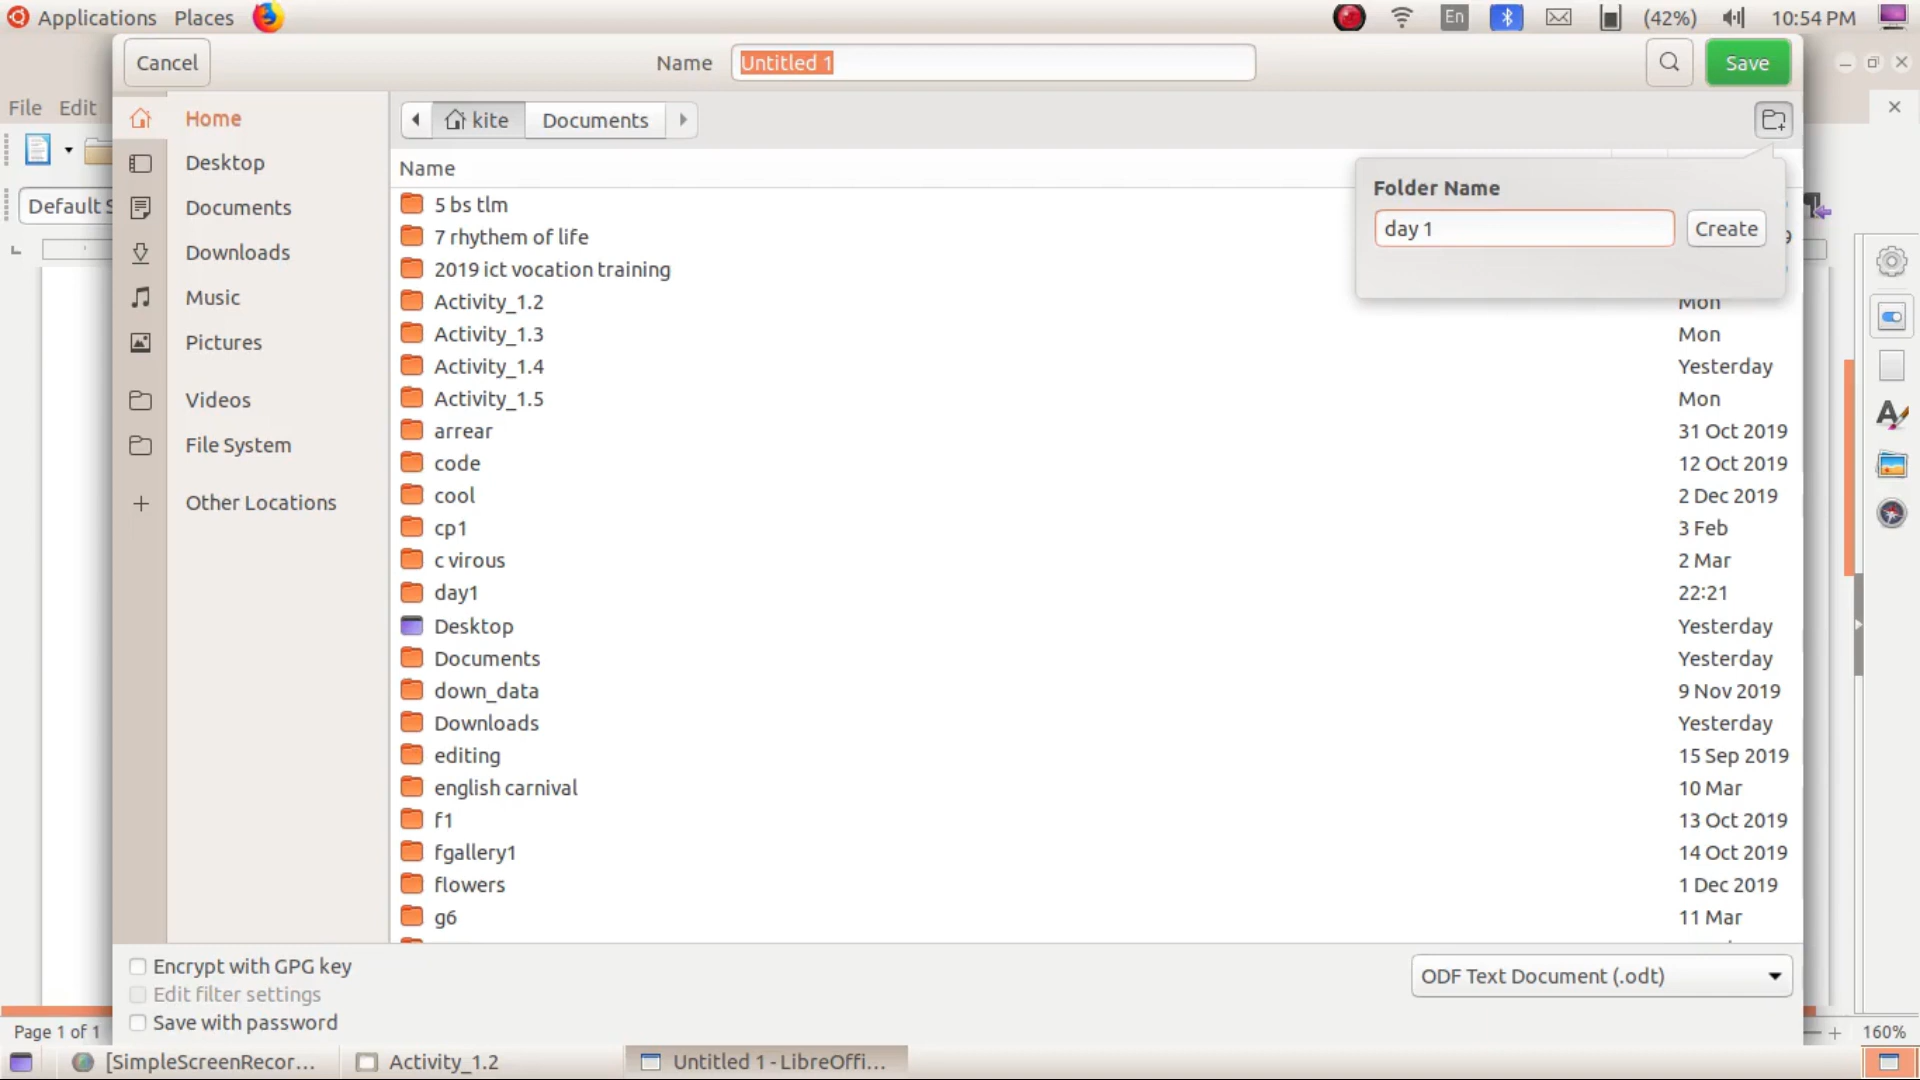 Applications Places En (42%) 10:54 PM
Cancel Name Untitled 1 Save
File Edit
Home
Desktop
Documents
Downloads
Music
Pictures
Videos
File System
Other Locations
Default S
kite Documents
Name
Folder Name
day 1 Create
5 bs tlm
7 rhythem of life
2019 ict vocation training
Activity_1.2 Mon
Activity_1.3 Mon
Activity_1.4 Yesterday
Activity_1.5 Mon
arrear 31 Oct 2019
code 12 Oct 2019
cool 2 Dec 2019
cp1 3 Feb
c virous 2 Mar
day1 22:21
Desktop Yesterday
Documents Yesterday
down_data 9 Nov 2019
Downloads Yesterday
editing 15 Sep 2019
english carnival 10 Mar
f1 13 Oct 2019
fgallery1 14 Oct 2019
flowers 1 Dec 2019
g6 11 Mar
Encrypt with GPG key
Edit filter settings
Save with password
ODF Text Document (.odt)
Page 1 of 1 160%
[SimpleScreenRecor... Activity_1.2 Untitled 1 - LibreOffi...